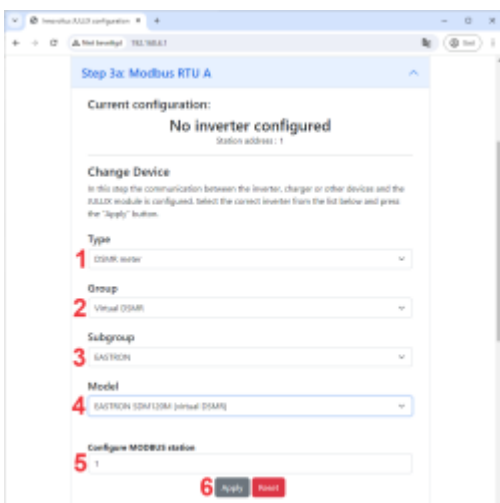 Step 3a: Modbus RTU A
Current configuration:
No inverter configured
Station address : 1
Change Device
In this step the communication between the inverter, charger or other devices and the
module is configured. Select the correct inverter from the list below and press
the "Apply" button.
Type
1 DSMR meter
Group
2 Virtual DSMR
Subgroup
3 EASTRON
Model
4 EASTRON SDM120M (virtual DSMR)
Configure MODBUS station
5 1
6 Apply Reset